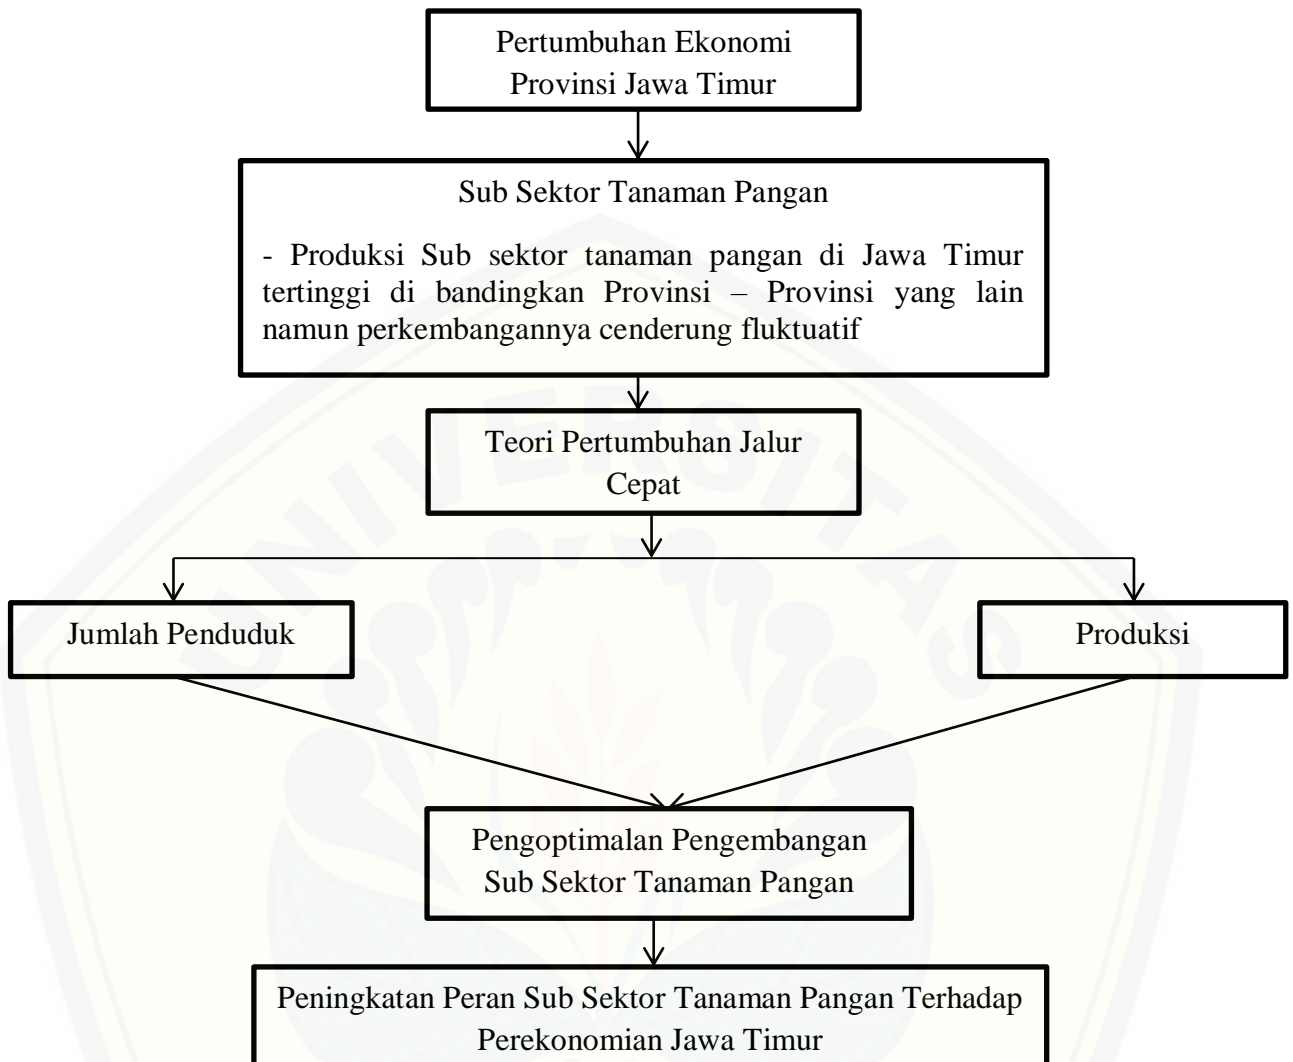 Pertumbuhan Ekonomi
Provinsi Jawa Timur
Sub Sektor Tanaman Pangan
- Produksi Sub sektor tanaman pangan di Jawa Timur
tertinggi di bandingkan Provinsi – Provinsi yang lain
namun perkembangannya cenderung fluktuatif
Teori Pertumbuhan Jalur
Cepat
UNIVERSITAS
Jumlah Penduduk
Produksi
Pengoptimalan Pengembangan
Sub Sektor Tanaman Pangan
Peningkatan Peran Sub Sektor Tanaman Pangan Terhadap
Perekonomian Jawa Timur